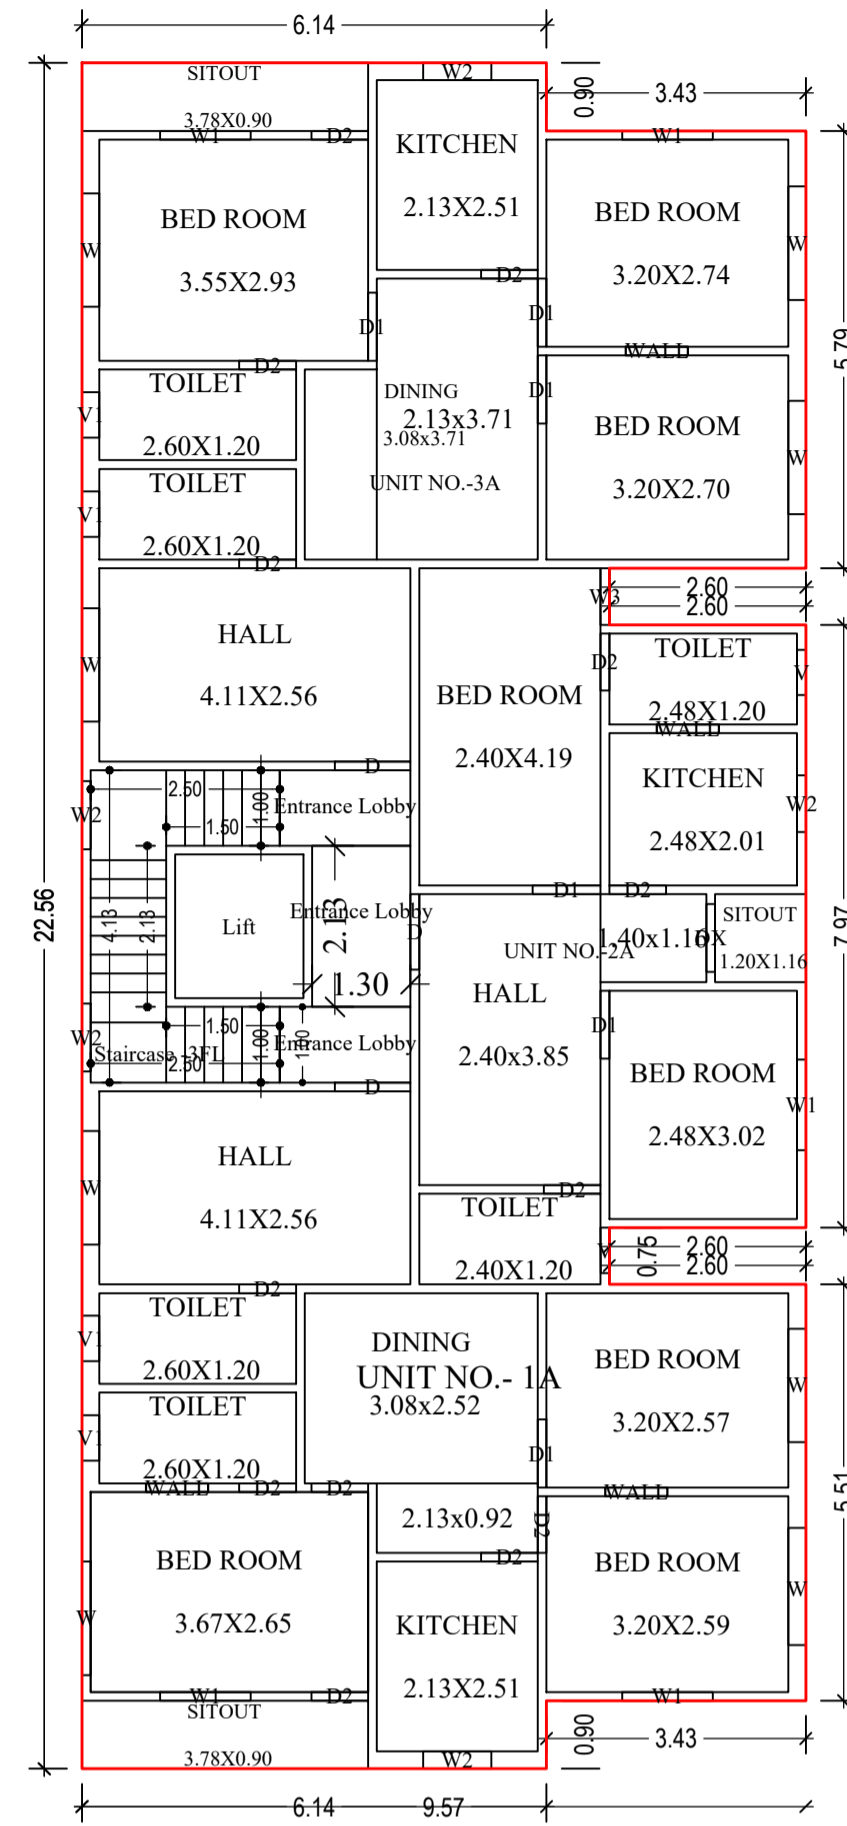 6.14
SITOUT
3.78X0.90
W1
D2
W2
KITCHEN
2.13X2.51
0.90
3.43
W1
BED ROOM
3.55X2.93
W
BED ROOM
3.20X2.74
W
D2
D1
D1
WALL
5.79
D2
TOILET
2.60X1.20
V1
DINING
2.13x3.71
3.08x3.71
UNIT NO.-3A
D1
BED ROOM
3.20X2.70
W
TOILET
2.60X1.20
V1
D2
HALL
4.11X2.56
W
D
W3
2.60
2.60
D2
TOILET
2.48X1.20
V
WALL
BED ROOM
2.40X4.19
KITCHEN
2.48X2.01
W2
D1
D2
2.50
1.50
1.00
Entrance Lobby
W2
22.56
4.13
2.13
Lift
Entrance Lobby
2.13
1.30
D
UNIT NO.-2A
1.40x1.16
DX
SITOUT
1.20X1.16
7.97
HALL
2.40x3.85
D1
W2
1.50
1.00
1.00
Entrance Lobby
Staircase -3FL
2.50
D
BED ROOM
2.48X3.02
W1
HALL
4.11X2.56
W
D2
D2
TOILET
2.40X1.20
V
0.75
2.60
2.60
TOILET
2.60X1.20
V1
DINING
UNIT NO.- 1A
3.08x2.52
BED ROOM
3.20X2.57
W
D1
TOILET
2.60X1.20
V1
WALL
D2
D2
WALL
5.51
2.13x0.92
D2
D2
BED ROOM
3.67X2.65
W
KITCHEN
2.13X2.51
BED ROOM
3.20X2.59
W
W1
D2
W1
SITOUT
3.78X0.90
W2
0.90
3.43
6.14
9.57